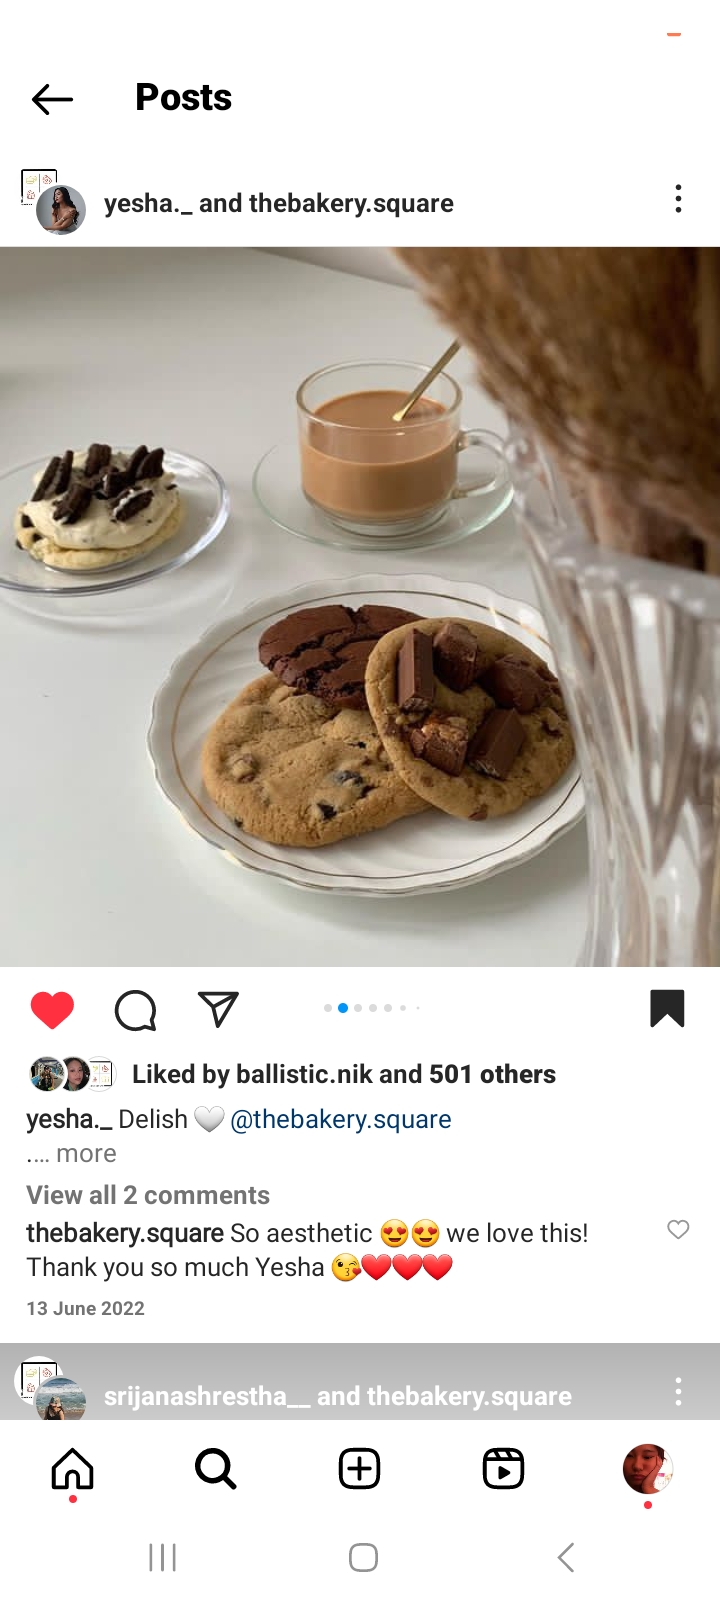 Posts
yesha._ and thebakery.square
Liked by ballistic.nik and 501 others
yesha._ Delish 🤍 @thebakery.square
.... more
View all 2 comments
thebakery.square So aesthetic 😍😍 we love this!
Thank you so much Yesha 😘❤️❤️❤️
13 June 2022
srijanashrestha__ and thebakery.square